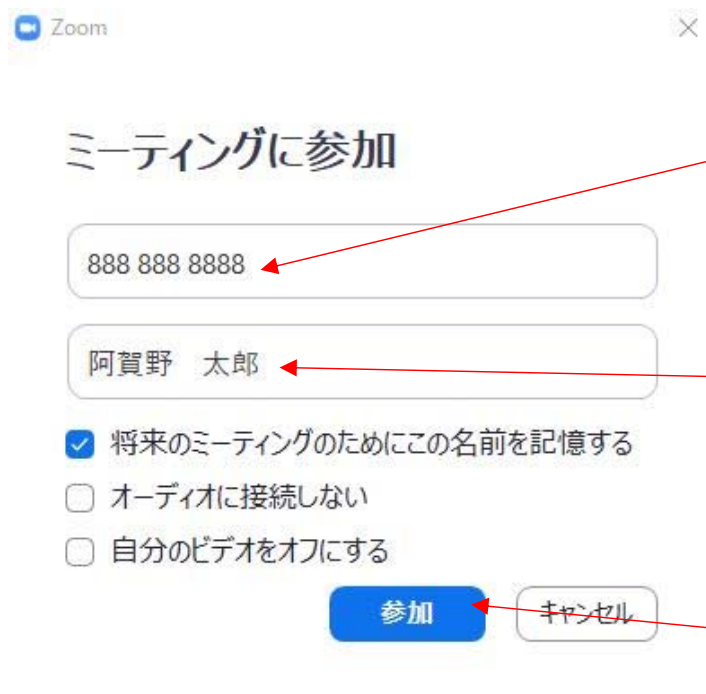 Zoom
ミーティングに参加
888 888 8888
阿賀野　太郎
将来のミーティングのためにこの名前を記憶する
オーディオに接続しない
自分のビデオをオフにする
参加 キャンセル